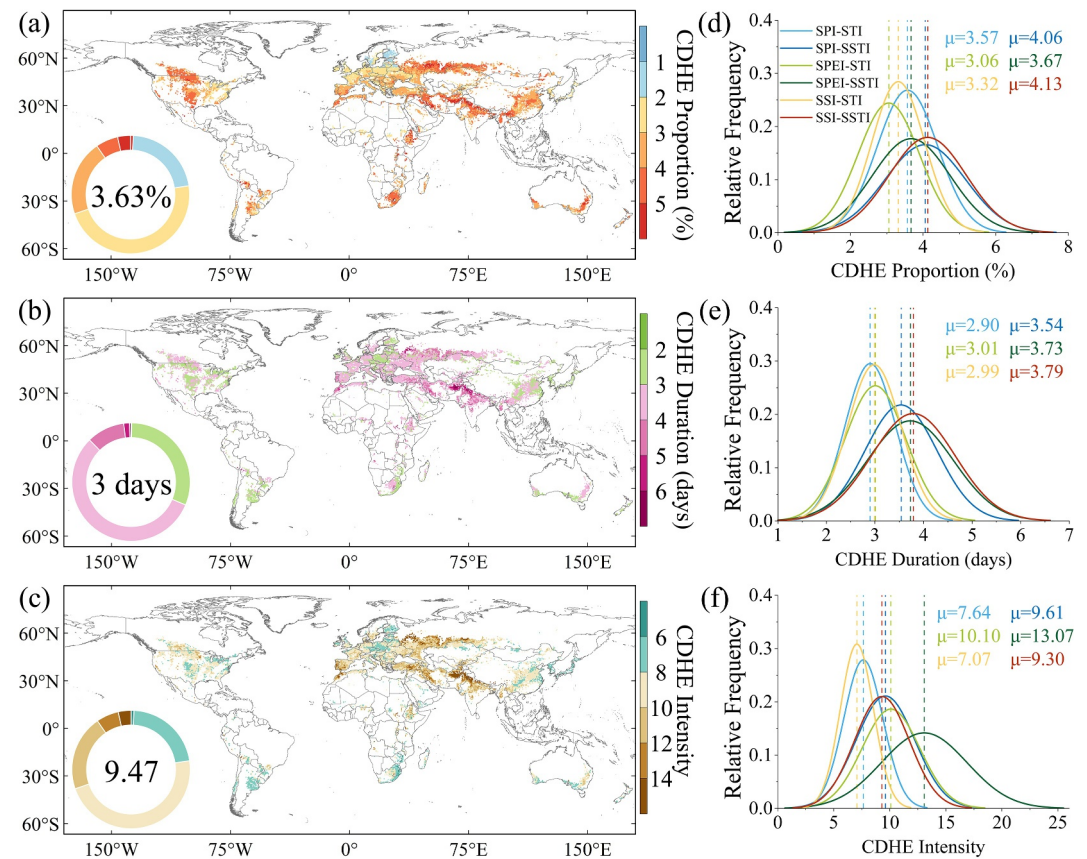 (a)
60°N
30°N
0°
30°S
60°S
150°W 75°W 0° 75°E 150°E
3.63%
1
2
3
4
5
CDHE Proportion (%)
(b)
60°N
30°N
0°
30°S
60°S
150°W 75°W 0° 75°E 150°E
3 days
2
3
4
5
6
CDHE Duration (days)
(c)
60°N
30°N
0°
30°S
60°S
150°W 75°W 0° 75°E 150°E
9.47
6
8
10
12
14
CDHE Intensity
(d)
0.4
0.3
0.2
0.1
0.0
Relative Frequency
SPI-STI
SPI-SSTI
SPEI-STI
SPEI-SSTI
SSI-STI
SSI-SSTI
μ=3.57 μ=4.06
μ=3.06 μ=3.67
μ=3.32 μ=4.13
0 2 4 6 8
CDHE Proportion (%)
(e)
0.4
0.3
0.2
0.1
0.0
Relative Frequency
μ=2.90 μ=3.54
μ=3.01 μ=3.73
μ=2.99 μ=3.79
1 2 3 4 5 6 7
CDHE Duration (days)
(f)
0.4
0.3
0.2
0.1
0.0
Relative Frequency
μ=7.64 μ=9.61
μ=10.10 μ=13.07
μ=7.07 μ=9.30
0 5 10 15 20 25
CDHE Intensity